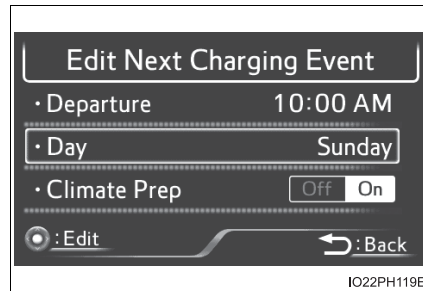 Edit Next Charging Event
・Departure 10:00 AM
・Day Sunday
・Climate Prep Off On
:Edit :Back
IO22PH119E